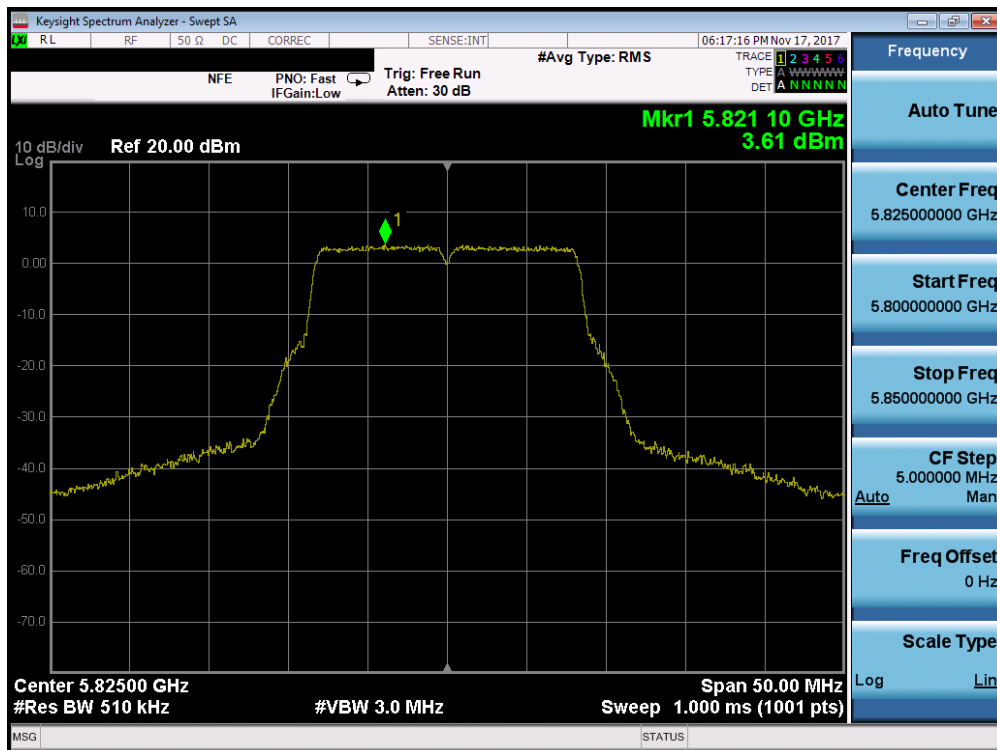 Keysight Spectrum Analyzer - Swept SA
LXI RL RF 50 Ω DC CORREC SENSE:INT 06:17:16 PM Nov 17, 2017
NFE PNO: Fast Trig: Free Run #Avg Type: RMS TRACE 1 2 3 4 5 6
IFGain:Low Atten: 30 dB TYPE A WWWWW
DET A N N N N N
Mkr1 5.821 10 GHz
3.61 dBm
10 dB/div Ref 20.00 dBm
Log
10.0
1
0.00
-10.0
-20.0
-30.0
-40.0
-50.0
-60.0
-70.0
Center 5.82500 GHz Span 50.00 MHz
#Res BW 510 kHz #VBW 3.0 MHz Sweep 1.000 ms (1001 pts)
MSG STATUS
Frequency
Auto Tune
Center Freq
5.825000000 GHz
Start Freq
5.800000000 GHz
Stop Freq
5.850000000 GHz
CF Step
5.000000 MHz
Auto Man
Freq Offset
0 Hz
Scale Type
Log Lin